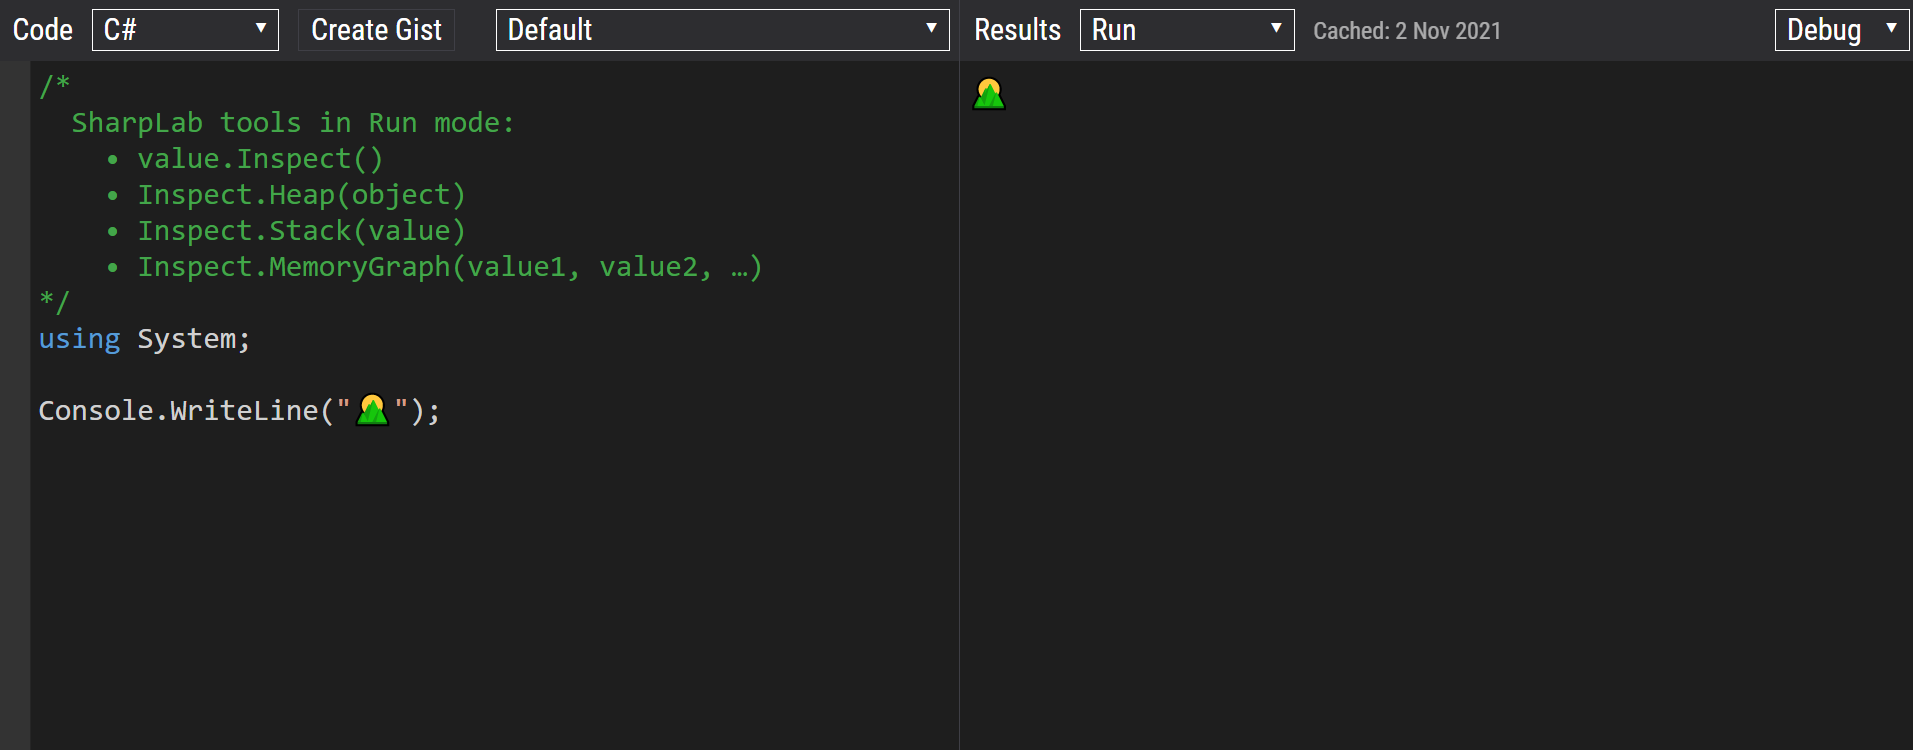 Code C# ▼ Create Gist Default ▼ Results Run ▼ Cached: 2 Nov 2021 Debug ▼
/*
  SharpLab tools in Run mode:
    • value.Inspect()
    • Inspect.Heap(object)
    • Inspect.Stack(value)
    • Inspect.MemoryGraph(value1, value2, …)
*/
using System;
Console.WriteLine("🌄");
🌄